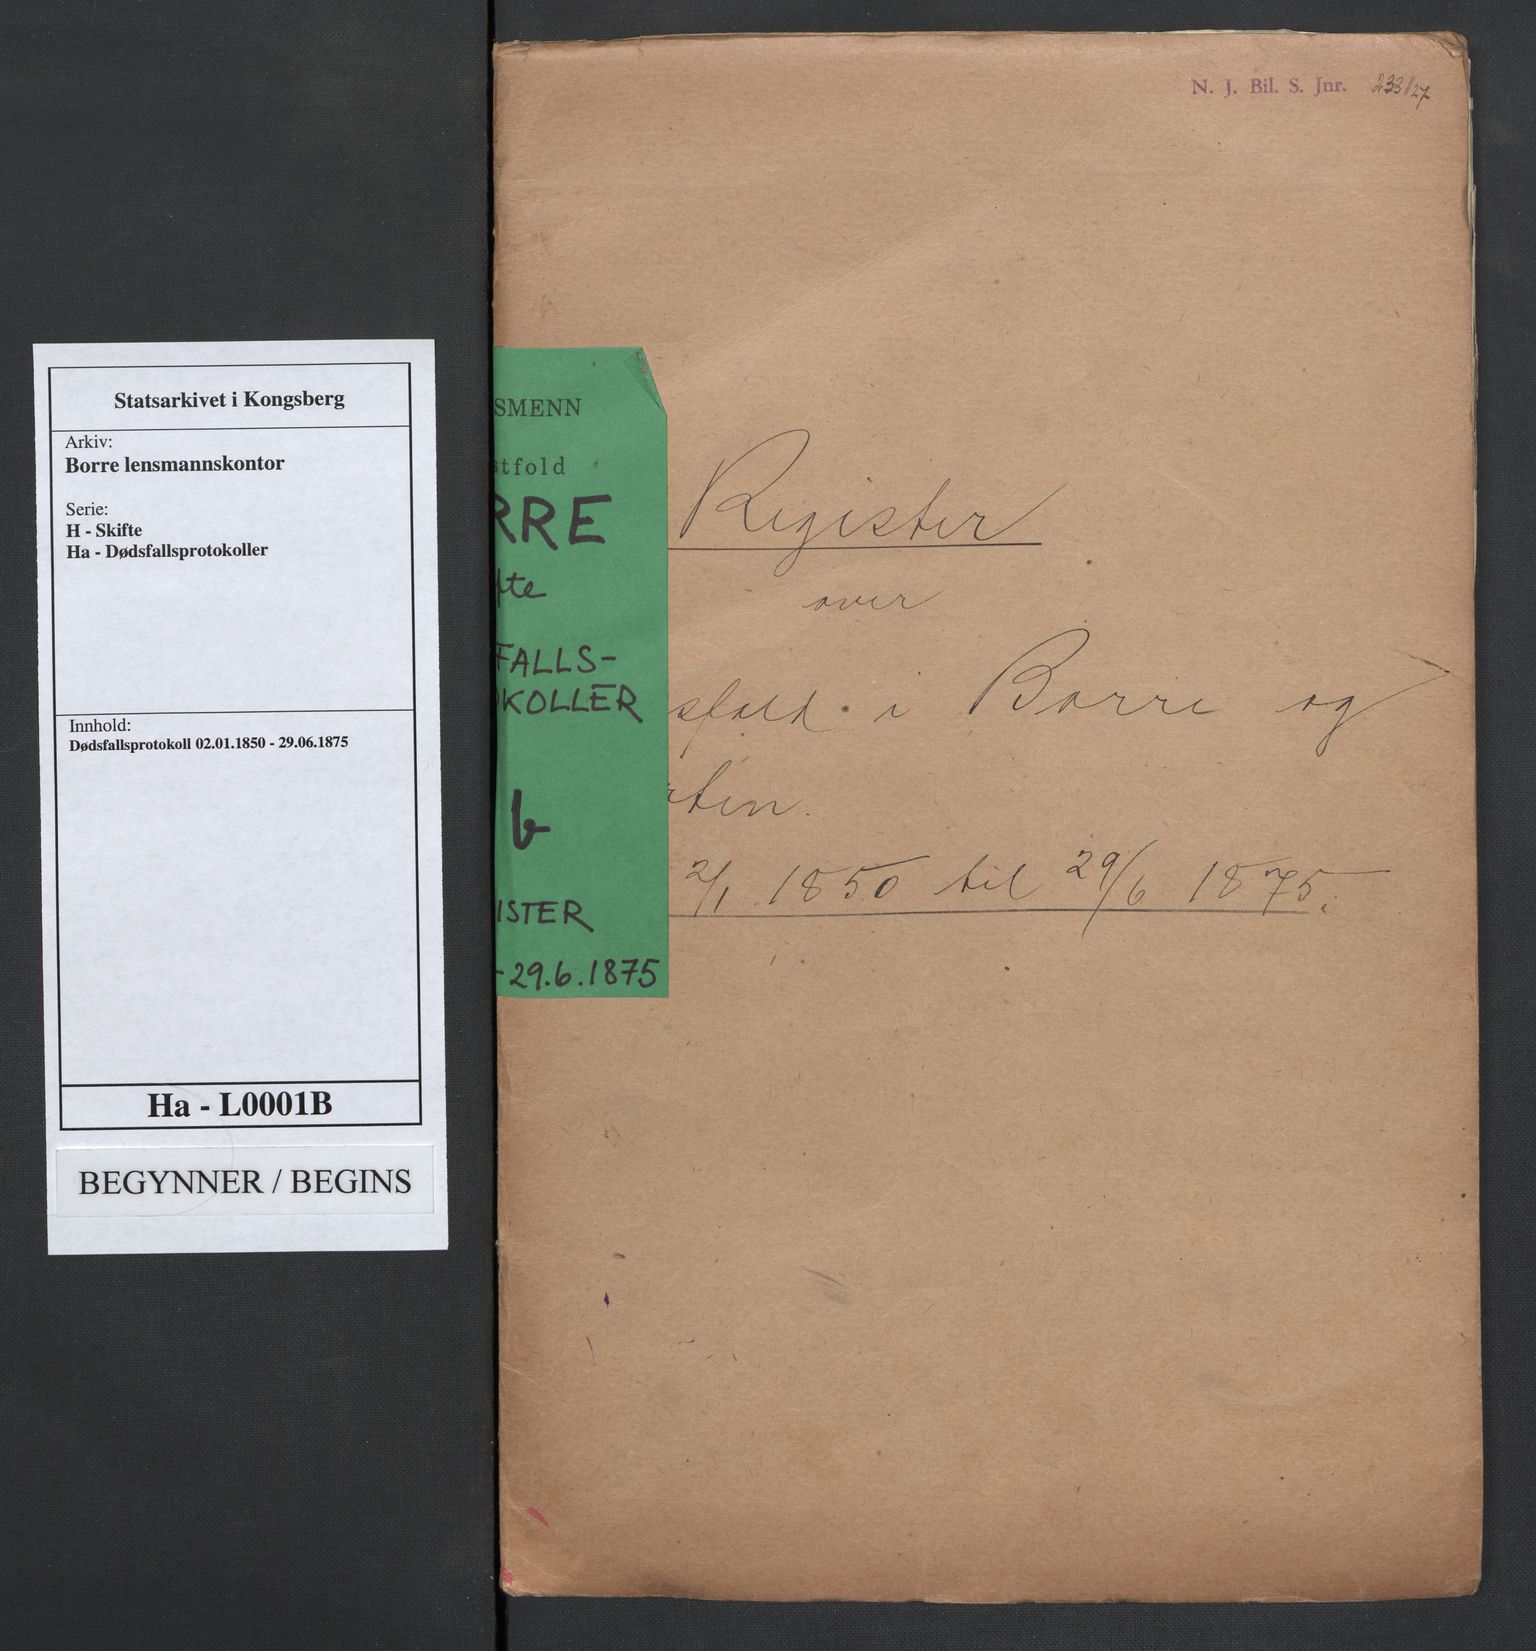 Statsarkivet i Kongsberg
Arkiv:
Borre lensmannskontor
Serie:
H - Skifte
Ha - Dødsfallsprotokoller
Innhold:
Dødsfallsprotokoll 02.01.1850 - 29.06.1875
Ha - L0001B
BEGYNNER / BEGINS
SMENN
stfold
RRE
fte
FALLS-
OKOLLER
b
ISTER
- 29.6.1875
N. J. Bil. S. Jnr. 233/27
Register
over
sfald i Borre og
rten.
2/1 1850 til 29/6 1875.